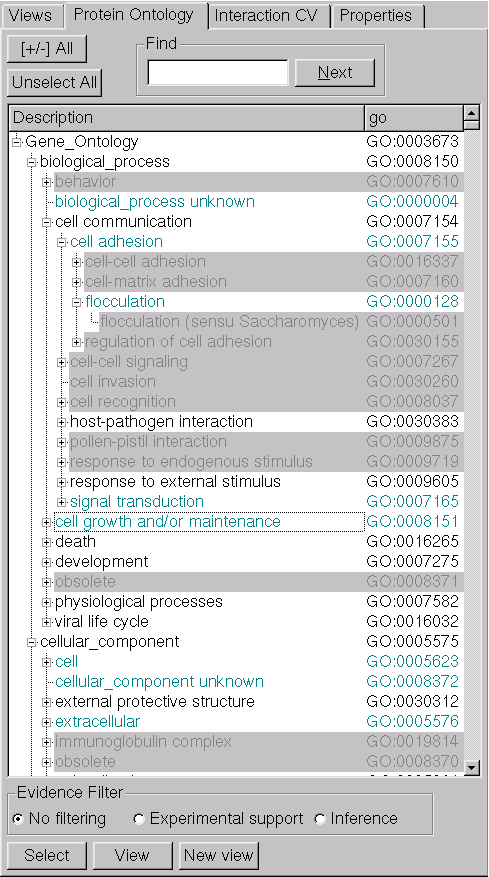 Views Protein Ontology Interaction CV Properties
[+/-] All
Find
Unselect All
Next
Description go
Gene_Ontology GO:0003673
biological_process GO:0008150
behavior GO:0007610
biological_process unknown GO:0000004
cell communication GO:0007154
cell adhesion GO:0007155
cell-cell adhesion GO:0016337
cell-matrix adhesion GO:0007160
flocculation GO:0000128
flocculation (sensu Saccharomyces) GO:0000501
regulation of cell adhesion GO:0030155
cell-cell signaling GO:0007267
cell invasion GO:0030260
cell recognition GO:0008037
host-pathogen interaction GO:0030383
pollen-pistil interaction GO:0009875
response to endogenous stimulus GO:0009719
response to external stimulus GO:0009605
signal transduction GO:0007165
cell growth and/or maintenance GO:0008151
death GO:0016265
development GO:0007275
obsolete GO:0008371
physiological processes GO:0007582
viral life cycle GO:0016032
cellular_component GO:0005575
cell GO:0005623
cellular_component unknown GO:0008372
external protective structure GO:0030312
extracellular GO:0005576
immunoglobulin complex GO:0019814
obsolete GO:0008370
Evidence Filter
No filtering Experimental support Inference
Select View New view